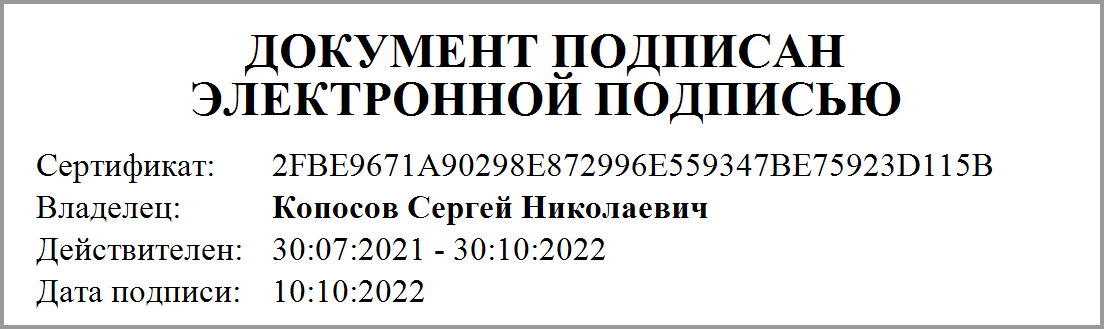 ДОКУМЕНТ ПОДПИСАН
ЭЛЕКТРОННОЙ ПОДПИСЬЮ
Сертификат: 2FBE9671A90298E872996E559347BE75923D115B
Владелец: Копосов Сергей Николаевич
Действителен: 30:07:2021 - 30:10:2022
Дата подписи: 10:10:2022